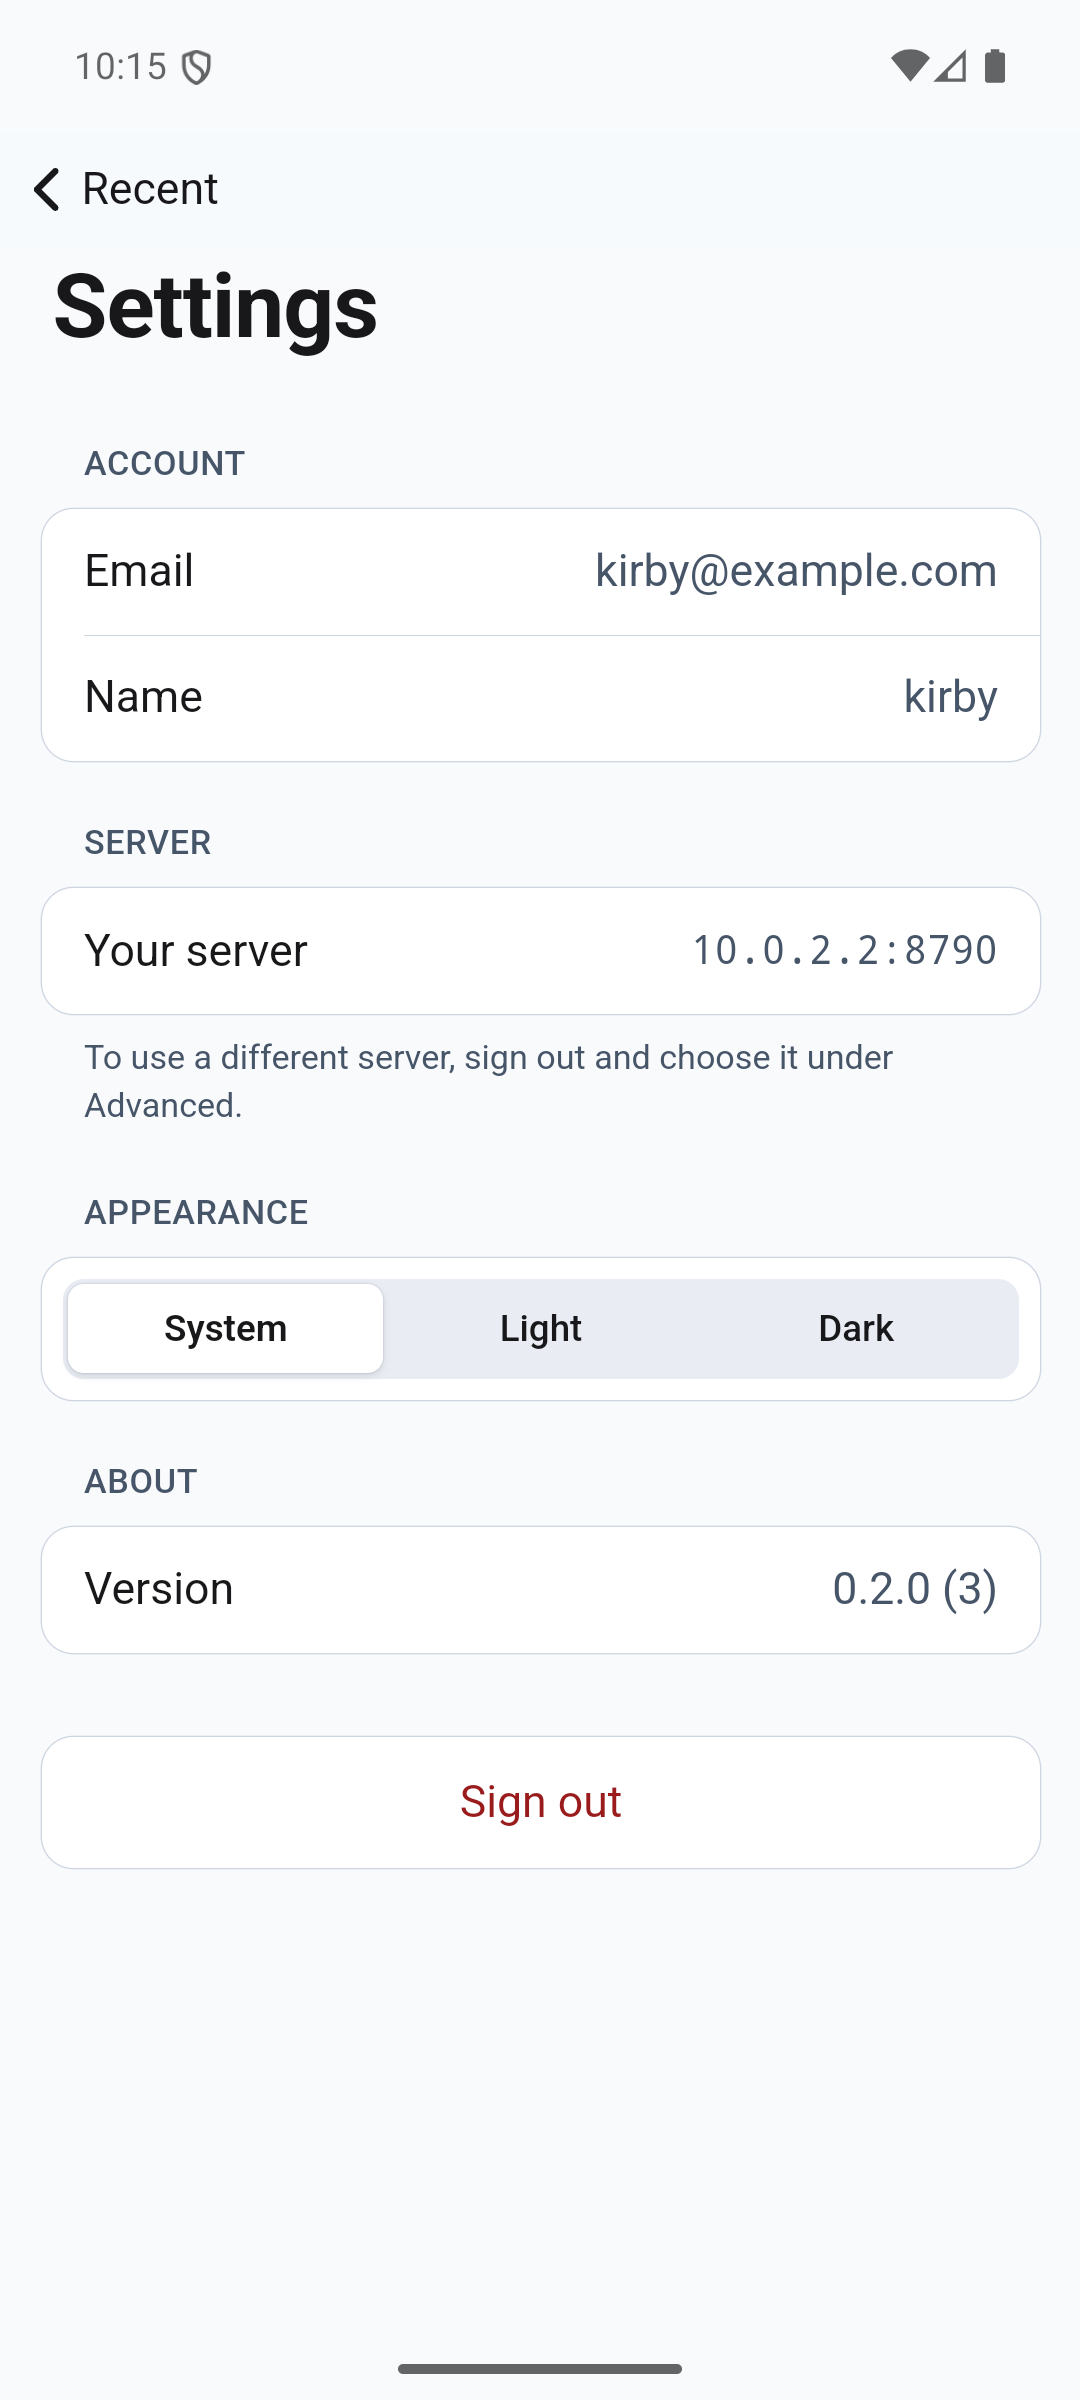 10:15
Recent
Settings
ACCOUNT
Email kirby@example.com
Name kirby
SERVER
Your server 10.0.2.2:8790
To use a different server, sign out and choose it under
Advanced.
APPEARANCE
System Light Dark
ABOUT
Version 0.2.0 (3)
Sign out